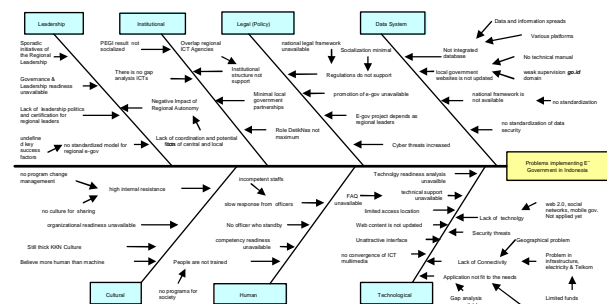 Leadership
Institutional
Legal (Policy)
Data System
Sporadic
initiatives of
the Regional
Leadership
Governance &
Leadership readiness
unavailable
Lack of leadership politics
and certification for
regional leaders
undefine
d key
success
factors
no standardized model for
regional e-gov
PEGI result not
socialized
There is no gap
analysis ICTs
Negative Impact of
Regional Autonomy
Lack of coordination and potential
of central and local
Overlap regional
ICT Agencies
Institutional
structure not
support
Minimal local
government
partnerships
Role DetikNas not
maximum
national legal framework
unavailable
Socialization minimal
Regulations do not support
promotion of e-gov unavailable
E-gov project depends as
regional leaders
Cyber threats increased
Data and information spreads
Various platforms
Not integrated
database
No technical manual
local government
websites is not updated
weak supervision go.id
domain
national framework is
not available
no standardization
no standardization of data
security
Problems implementing E-
Government in Indonesia
no program change
management
high internal resistance
no culture for sharing
organizational readiness unavailable
Still thick KKN Culture
Believe more human than machine
People are not trained
no programs for
society
incompetent staffs
slow response from officers
No officer who standby
competency readiness
unavailable
FAQ
unavailable
Technolgy readiness analysis
unavailable
technical support
unavailable
limited access location
Web content is not updated
Unattractive interface
no convergence of ICT
multimedia
Lack of technolgy
web 2.0, social
networks, mobile gov.
Not applied yet
Security threats
Geographical problem
Lack of Connectivity
Problem in
infrastructure,
electricity & Telkom
Application not fit to the needs
Gap analysis
Limited funds
Cultural
Human
Technological